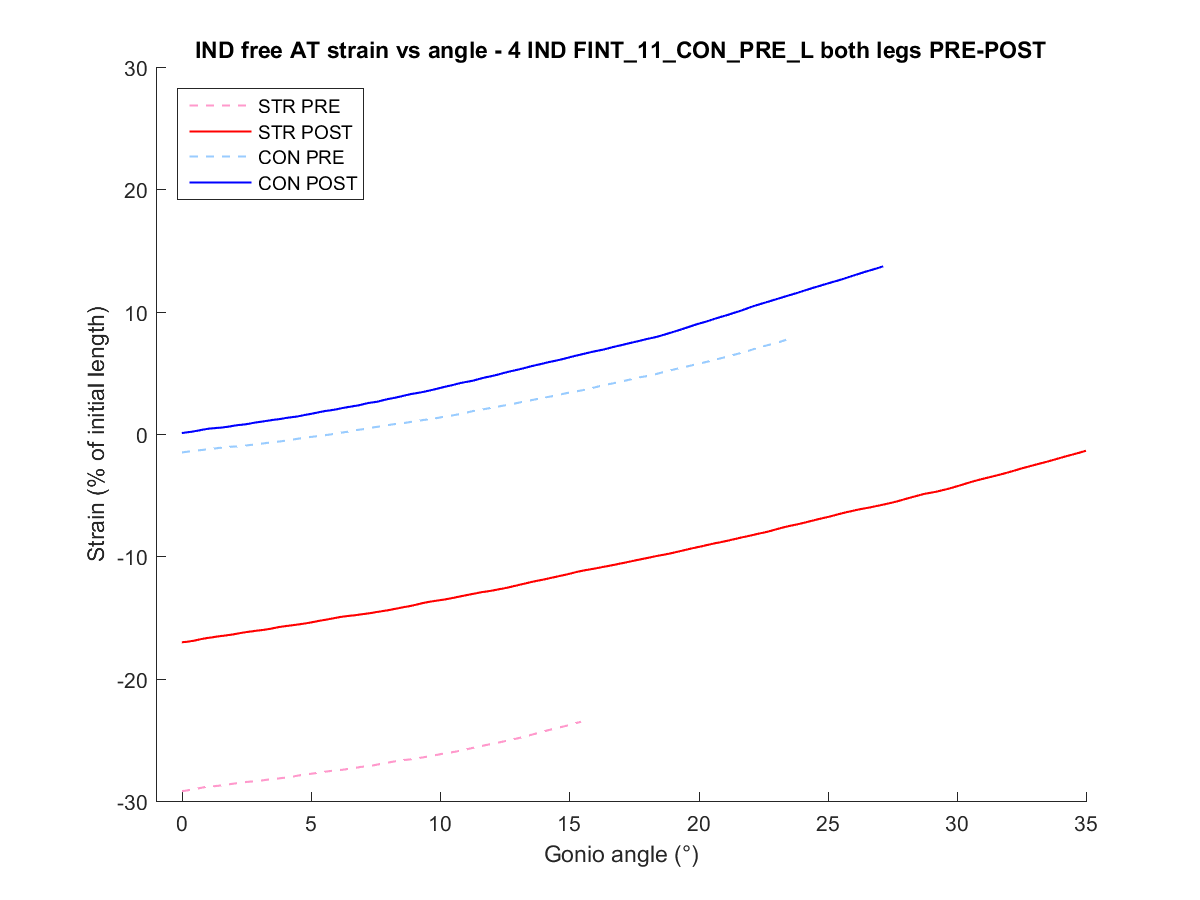 IND free AT strain vs angle - 4 IND FINT_11_CON_PRE_L both legs PRE-POST
30
20
10
0
-10
-20
-30
Strain (% of initial length)
STR PRE
STR POST
CON PRE
CON POST
0 5 10 15 20 25 30 35
Gonio angle (°)